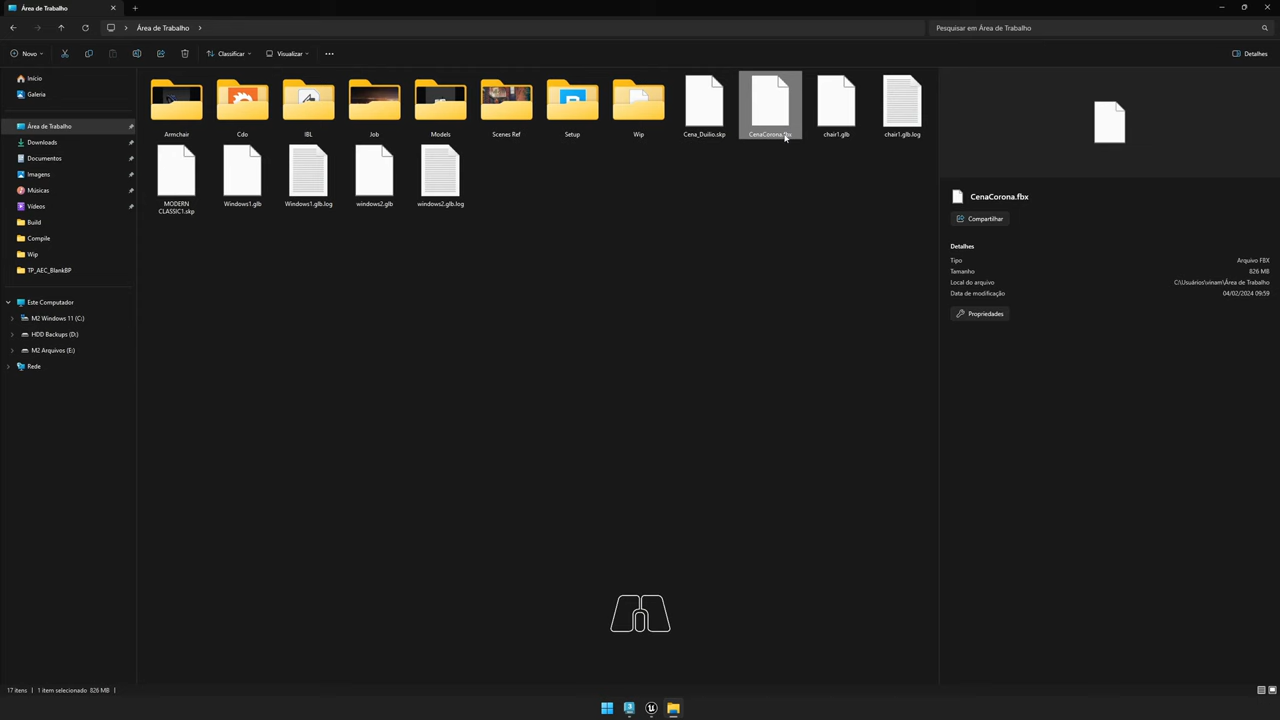 Área de Trabalho
Área de Trabalho
Pesquisar em Área de Trabalho
Novo
Classificar
Visualizar
Detalhes
Início
Galeria
Área de Trabalho
Downloads
Documentos
Imagens
Músicas
Vídeos
Build
Compile
Wip
TP_AEC_BlankBP
Este Computador
M2 Windows 11 (C:)
HDD Backups (D:)
M2 Arquivos (E:)
Rede
Armchair
Cdo
IBL
Job
Models
Scenes Ref
Setup
Wip
Cena_Duilio.skp
CenaCorona.fbx
chair1.glb
chair1.glb.log
MODERN
CLASSIC1.skp
Windows1.glb
Windows1.glb.log
windows2.glb
windows2.glb.log
CenaCorona.fbx
Compartilhar
Detalhes
Tipo Arquivo FBX
Tamanho 826 MB
Local do arquivo C:\Usuários\vinam\Área de Trabalho
Data de modificação 04/02/2024 09:59
Propriedades
17 itens 1 item selecionado 826 MB